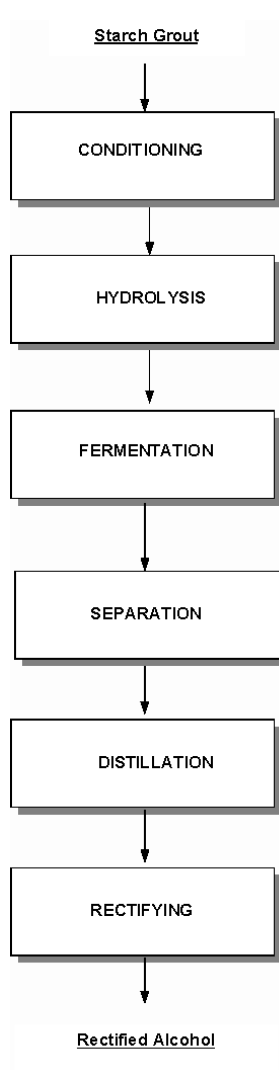 Starch Grout
CONDITIONING
HYDROLYSIS
FERMENTATION
SEPARATION
DISTILLATION
RECTIFYING
Rectified Alcohol